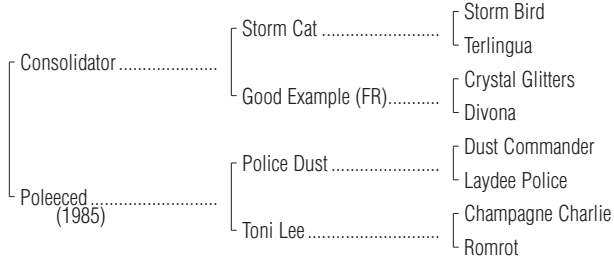 Storm Bird
Storm Cat ..........................
Terlingua
Consolidator ......................
Crystal Glitters
Good Example (FR)...........
Divona
Dust Commander
Police Dust ........................
Laydee Police
Poleeced ............................
(1985)
Champagne Charlie
Toni Lee .............................
Romrot